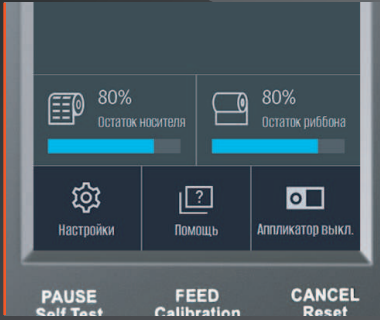 80%
Остаток носителя
80%
Остаток риббона
?
Настройки
Помощь
Аппликатор выкл.
PAUSE
Self Test
FEED
Calibration
CANCEL
Reset